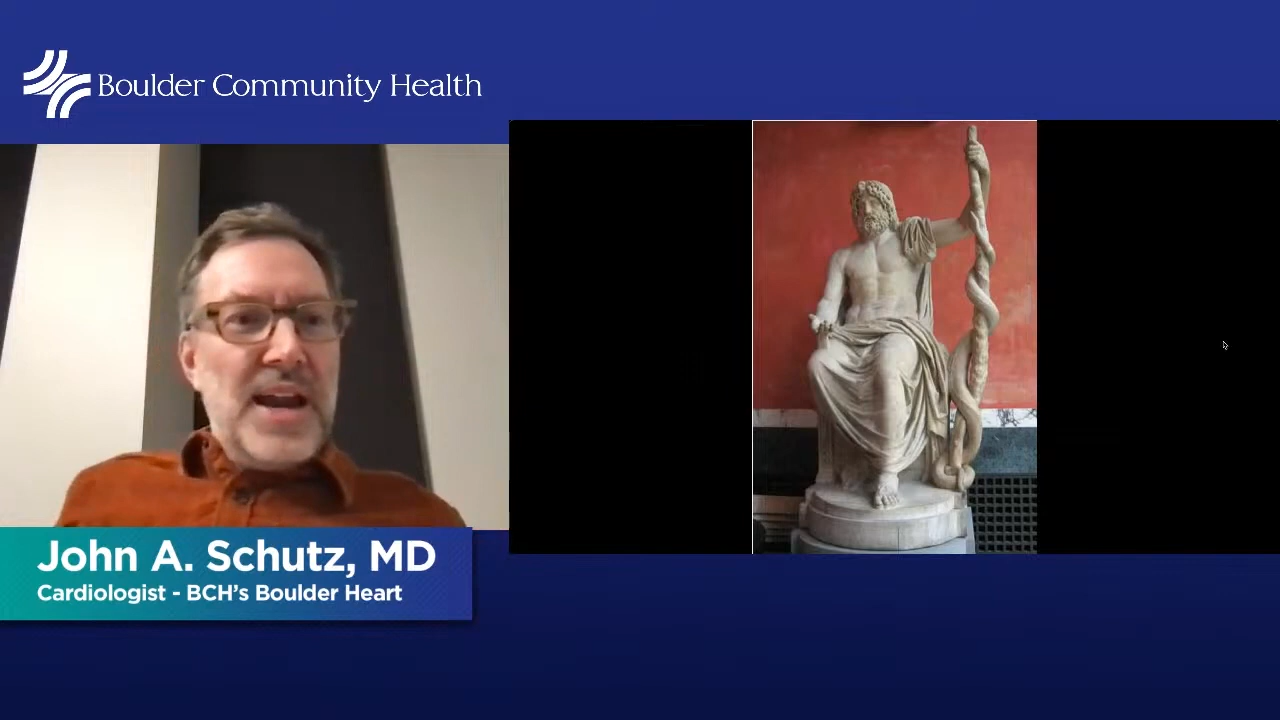 Boulder Community Health
John A. Schutz, MD
Cardiologist - BCH's Boulder Heart